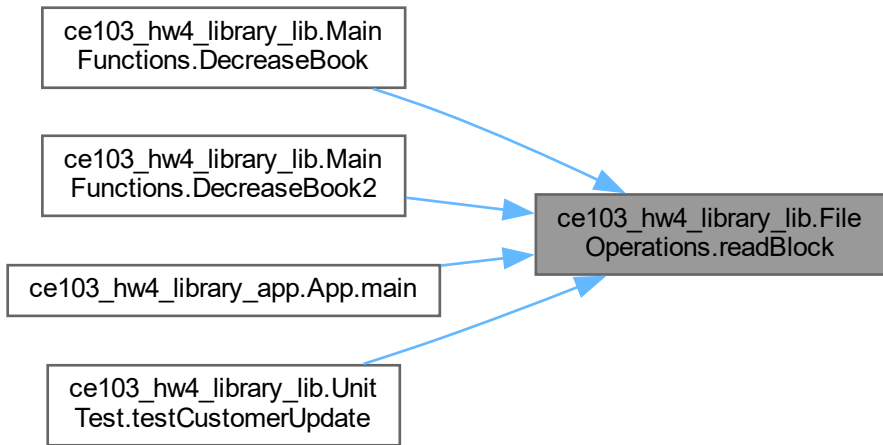 ce103_hw4_library_lib.Main
Functions.DecreaseBook
ce103_hw4_library_lib.Main
Functions.DecreaseBook2
ce103_hw4_library_lib.File
Operations.readBlock
ce103_hw4_library_app.App.main
ce103_hw4_library_lib.Unit
Test.testCustomerUpdate